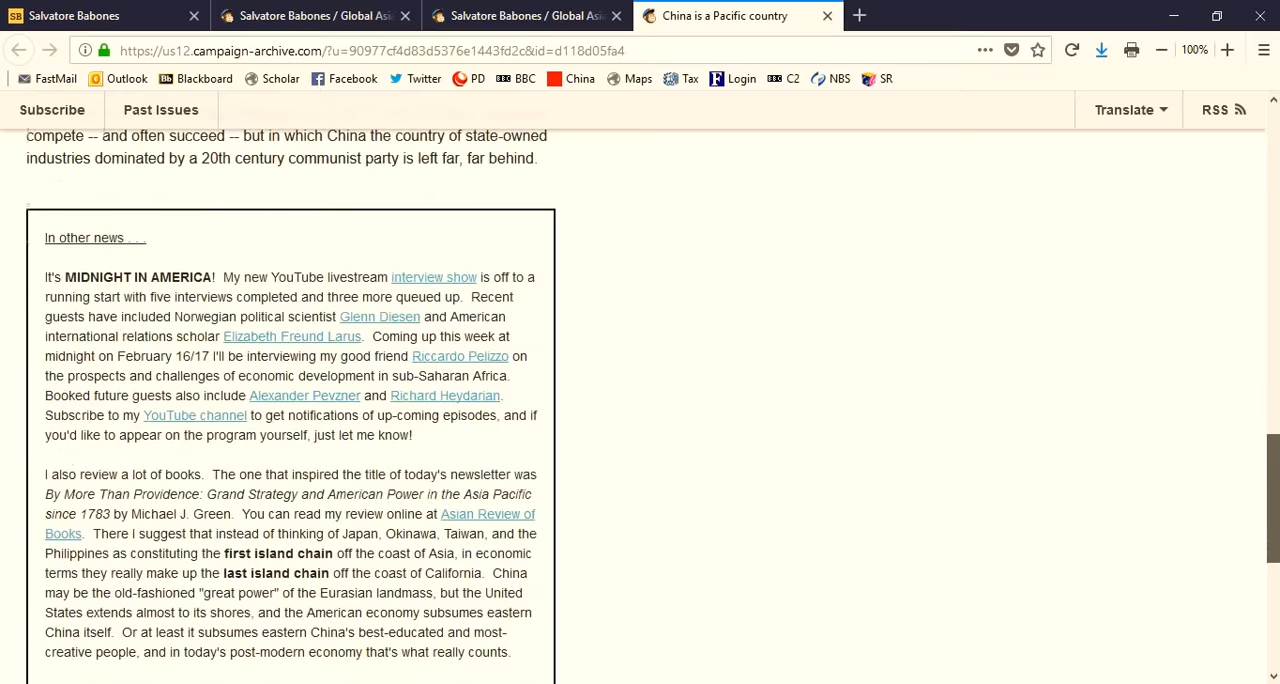 Salvatore Babones
Salvatore Babones / Global Asi
Salvatore Babones / Global Asi
China is a Pacific country
https://us12.campaign-archive.com/?u=90977cf4d83d5376e1443fd2c&id=d118d05fa4
100%
FastMail Outlook Blackboard Scholar Facebook Twitter PD BBC China Maps Tax Login C2 NBS SR
Subscribe Past Issues Translate RSS
compete -- and often succeed -- but in which China the country of state-owned
industries dominated by a 20th century communist party is left far, far behind.
In other news . . .
It's MIDNIGHT IN AMERICA!  My new YouTube livestream interview show is off to a
running start with five interviews completed and three more queued up.  Recent
guests have included Norwegian political scientist Glenn Diesen and American
international relations scholar Elizabeth Freund Larus.  Coming up this week at
midnight on February 16/17 I'll be interviewing my good friend Riccardo Pelizzo on
the prospects and challenges of economic development in sub-Saharan Africa.
Booked future guests also include Alexander Pevzner and Richard Heydarian.
Subscribe to my YouTube channel to get notifications of up-coming episodes, and if
you'd like to appear on the program yourself, just let me know!
I also review a lot of books.  The one that inspired the title of today's newsletter was
By More Than Providence: Grand Strategy and American Power in the Asia Pacific
since 1783 by Michael J. Green.  You can read my review online at Asian Review of
Books.  There I suggest that instead of thinking of Japan, Okinawa, Taiwan, and the
Philippines as constituting the first island chain off the coast of Asia, in economic
terms they really make up the last island chain off the coast of California.  China
may be the old-fashioned "great power" of the Eurasian landmass, but the United
States extends almost to its shores, and the American economy subsumes eastern
China itself.  Or at least it subsumes eastern China's best-educated and most-
creative people, and in today's post-modern economy that's what really counts.